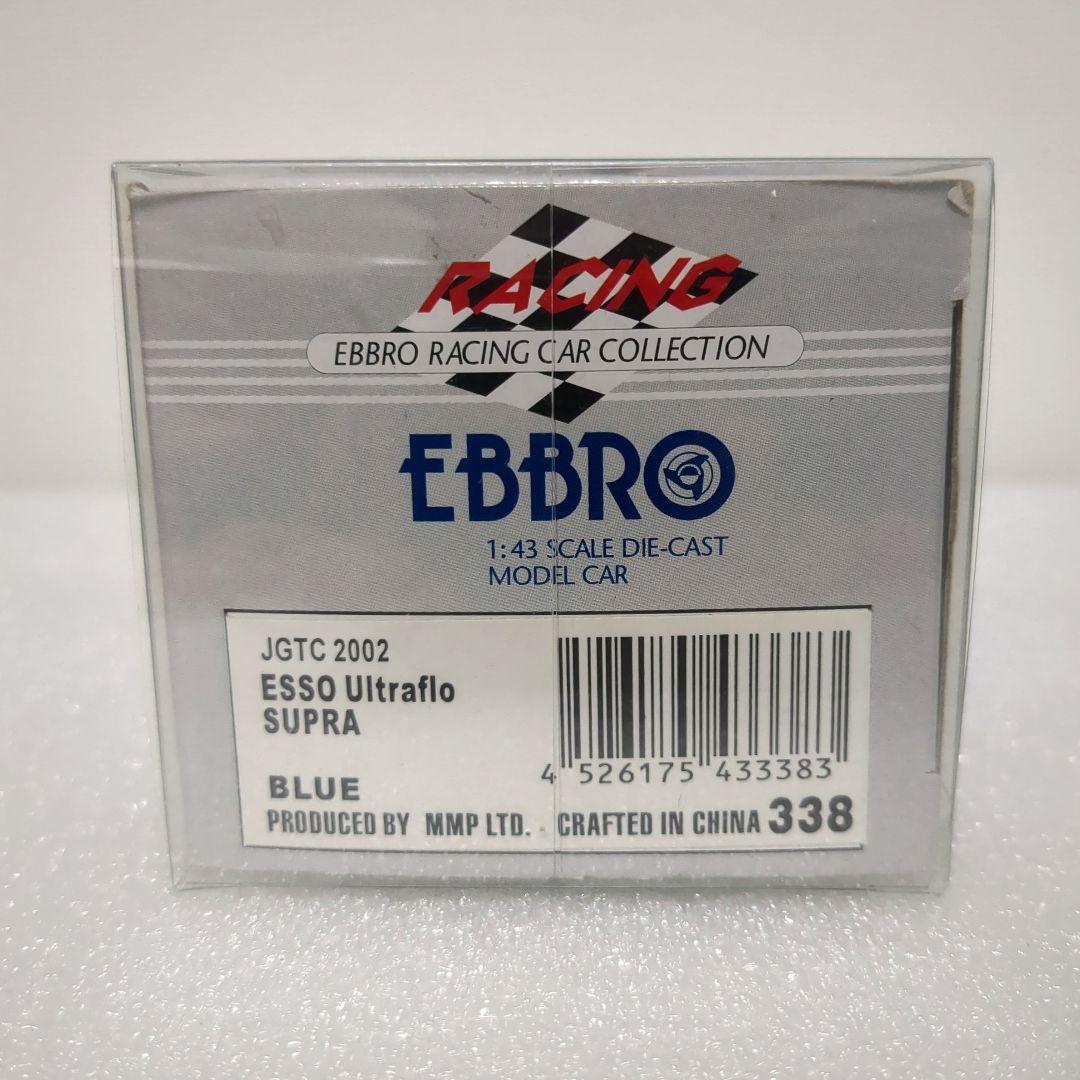 RACING
EBBRO RACING CAR COLLECTION
EBBRO
1:43 SCALE DIE-CAST
MODEL CAR
JGTC 2002
ESSO Ultraflo
SUPRA
BLUE
4 526175 433383
PRODUCED BY MMP LTD. CRAFTED IN CHINA 338